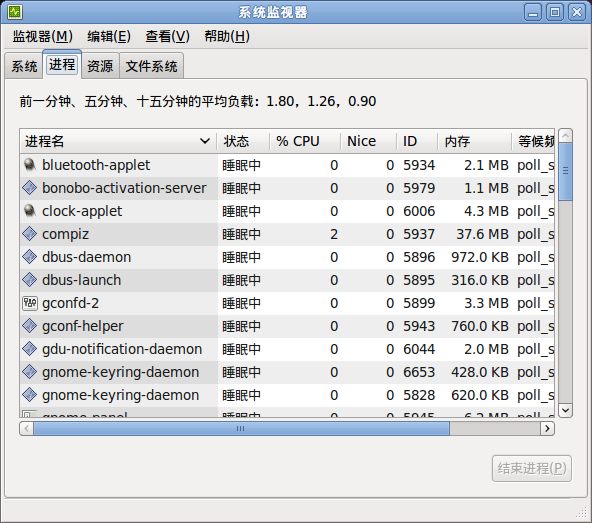 系统监视器
监视器(M) 编辑(E) 查看(V) 帮助(H)
系统 进程 资源 文件系统
前一分钟、五分钟、十五分钟的平均负载：1.80，1.26，0.90
进程名 状态 % CPU Nice ID 内存 等候频
bluetooth-applet 睡眠中 0 0 5934 2.1 MB poll_s
bonobo-activation-server 睡眠中 0 0 5979 1.1 MB poll_s
clock-applet 睡眠中 0 0 6006 4.3 MB poll_s
compiz 睡眠中 2 0 5937 37.6 MB poll_s
dbus-daemon 睡眠中 0 0 5896 972.0 KB poll_s
dbus-launch 睡眠中 0 0 5895 316.0 KB poll_s
gconfd-2 睡眠中 0 0 5899 3.3 MB poll_s
gconf-helper 睡眠中 0 0 5943 760.0 KB poll_s
gdu-notification-daemon 睡眠中 0 0 6044 2.0 MB poll_s
gnome-keyring-daemon 睡眠中 0 0 6653 428.0 KB poll_s
gnome-keyring-daemon 睡眠中 0 0 5828 620.0 KB poll_s
gnome-panel 睡眠中 0 0 5945 6.2 MB poll_s
结束进程(P)